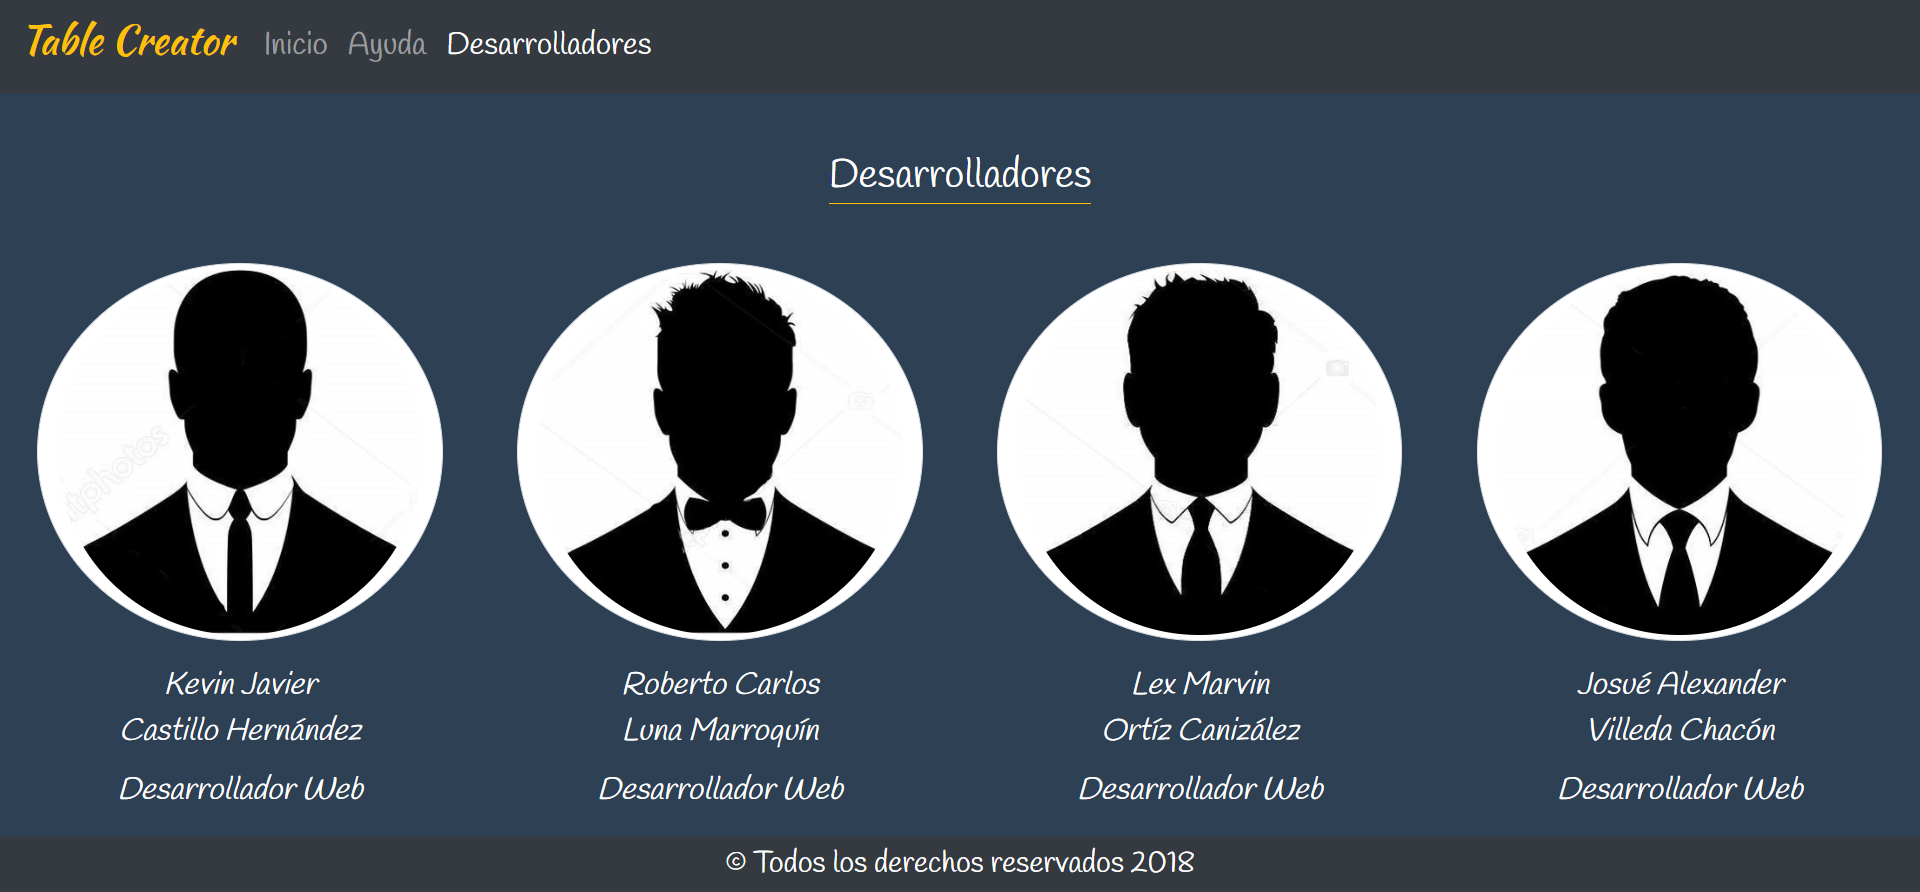 Table Creator Inicio Ayuda Desarrolladores
Desarrolladores
Kevin Javier
Castillo Hernández
Desarrollador Web
Roberto Carlos
Luna Marroquín
Desarrollador Web
Lex Marvin
Ortíz Canizález
Desarrollador Web
Josué Alexander
Villeda Chacón
Desarrollador Web
© Todos los derechos reservados 2018